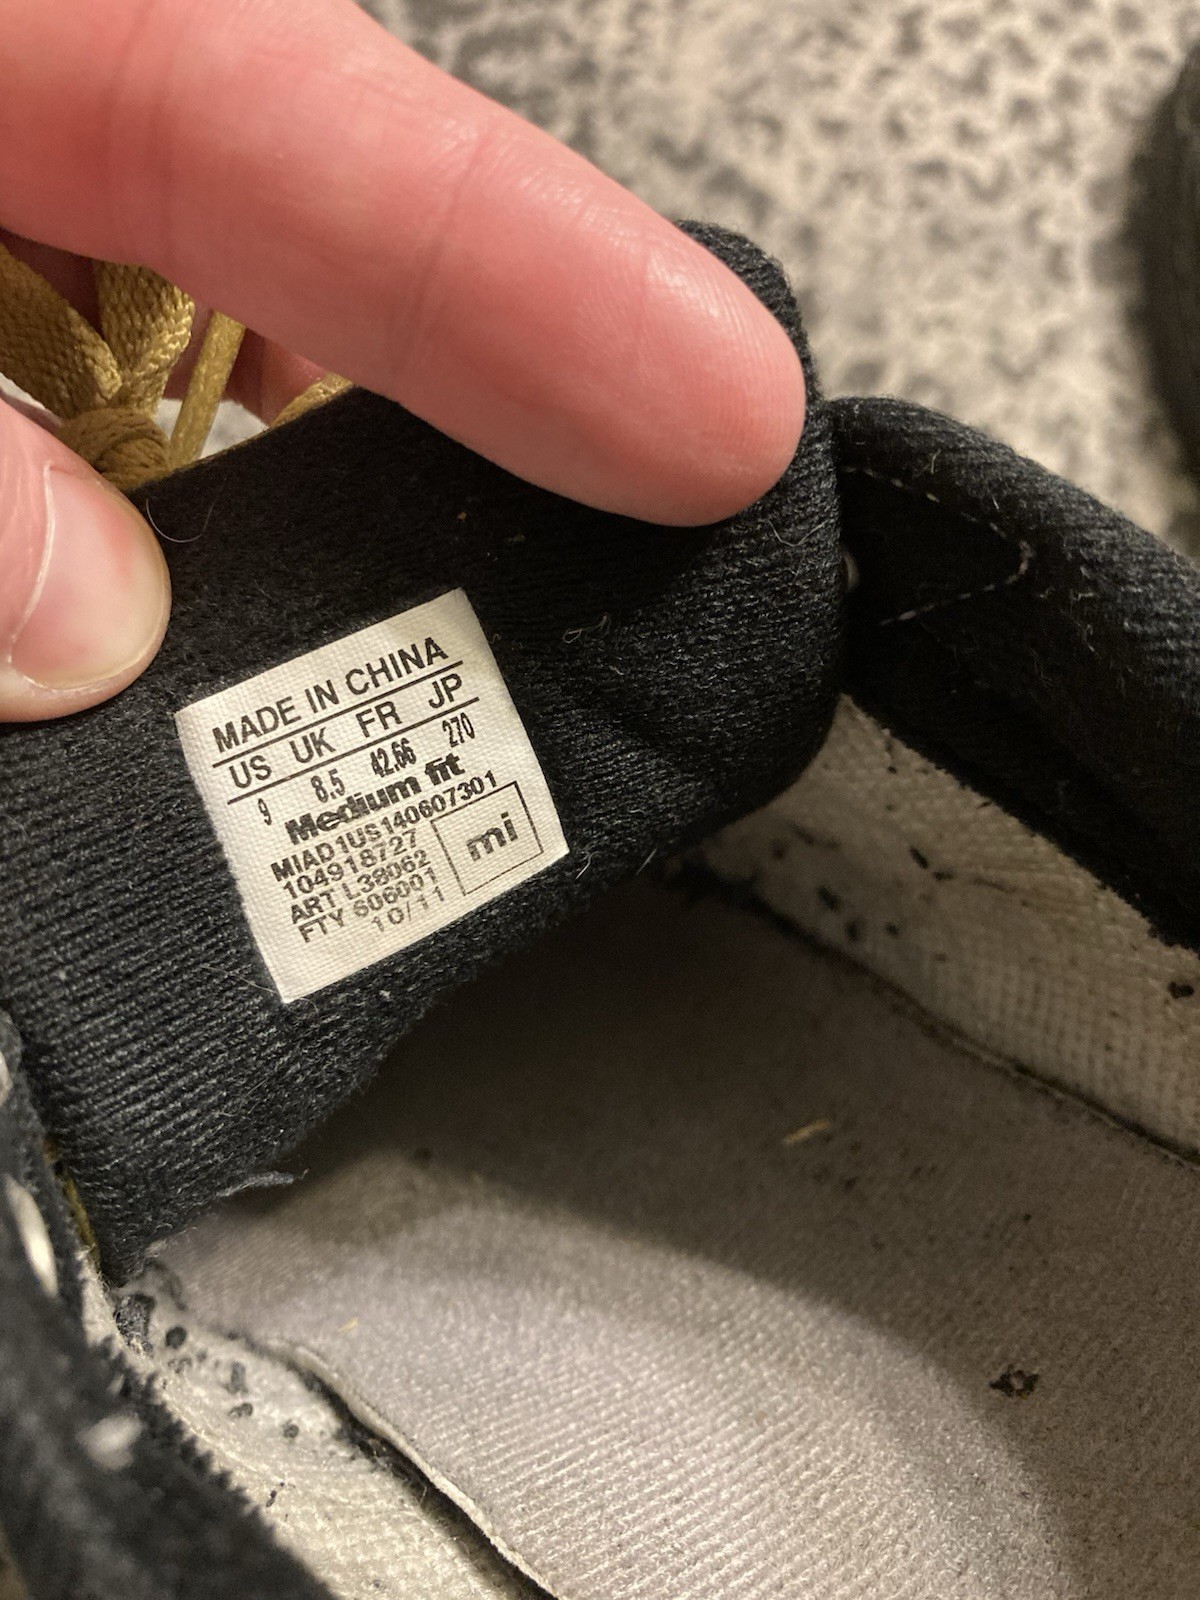 MADE IN CHINA
US UK FR JP
9 8.5 42.66 270
Medium fit
MIAD1US140607301
104918727
ART L38062
FTY 606001
10/11
mi